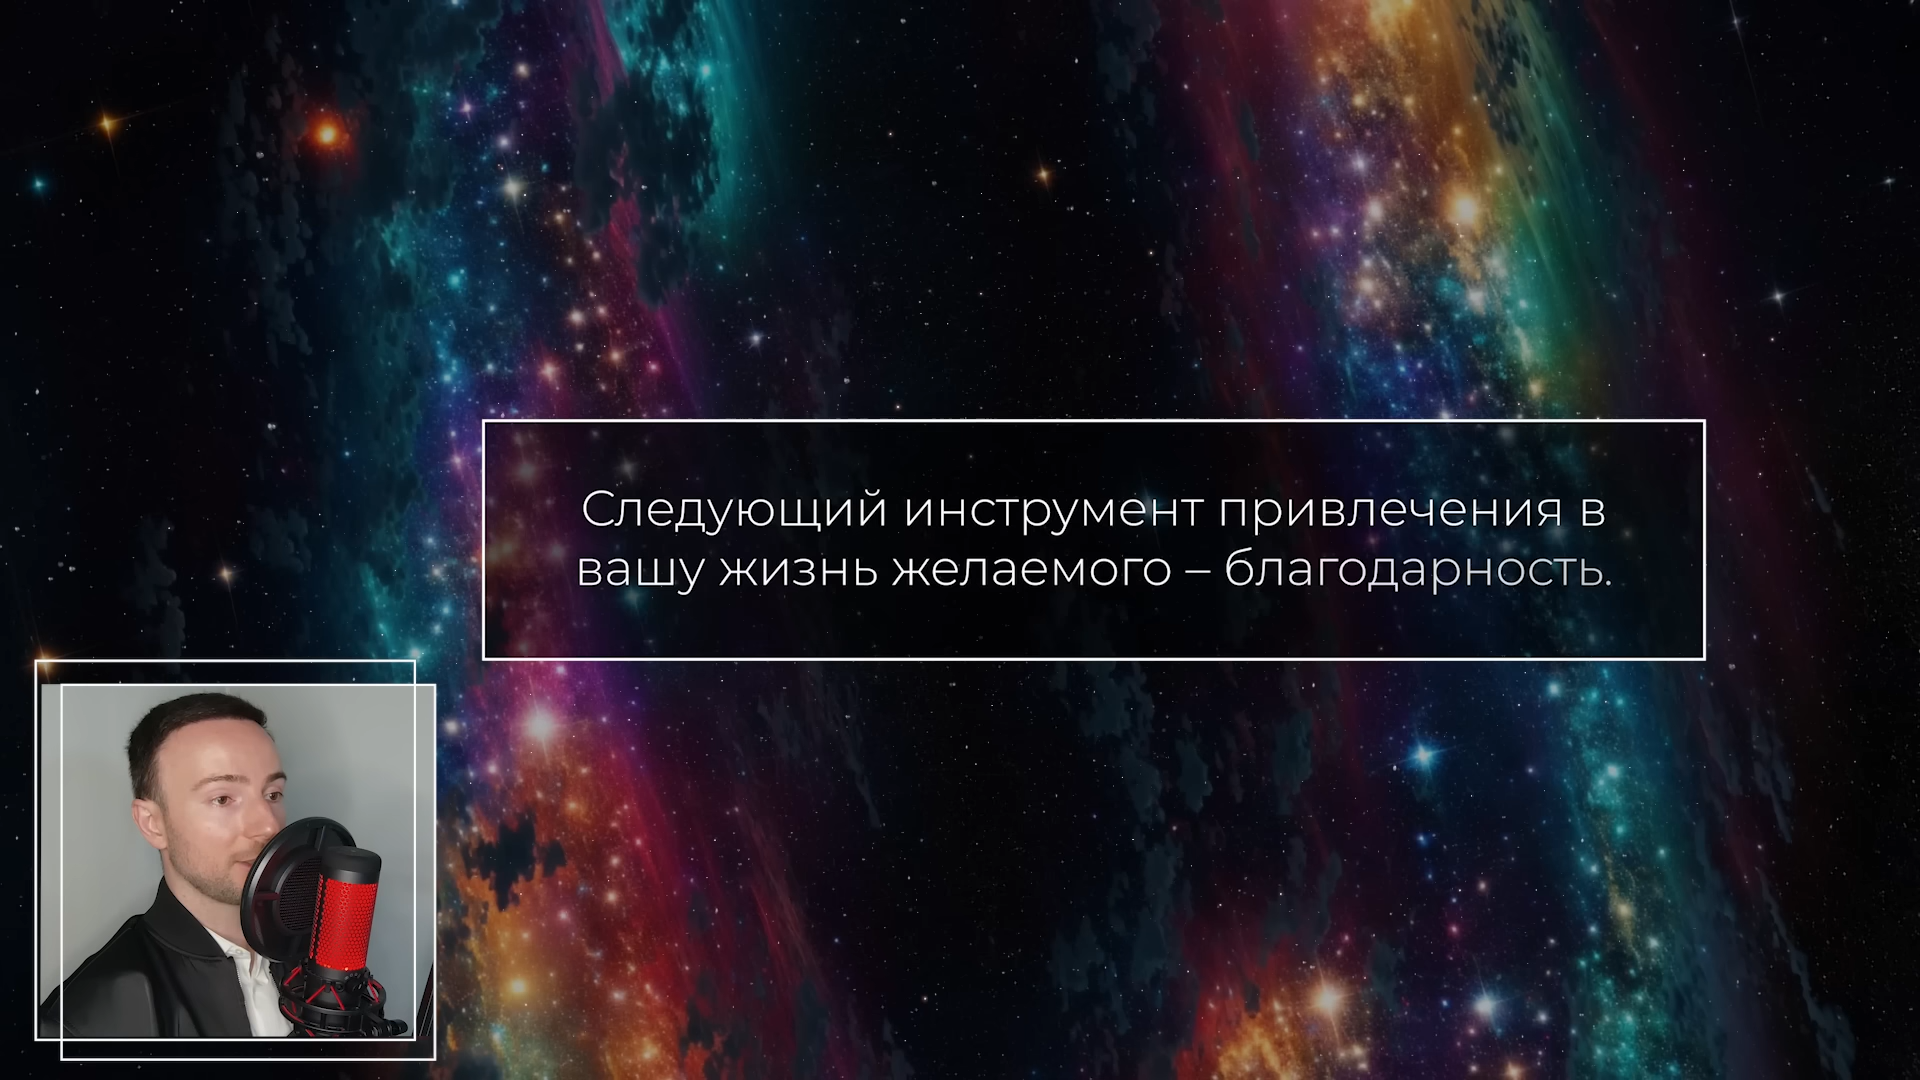 Следующий инструмент привлечения в
вашу жизнь желаемого – благодарность.